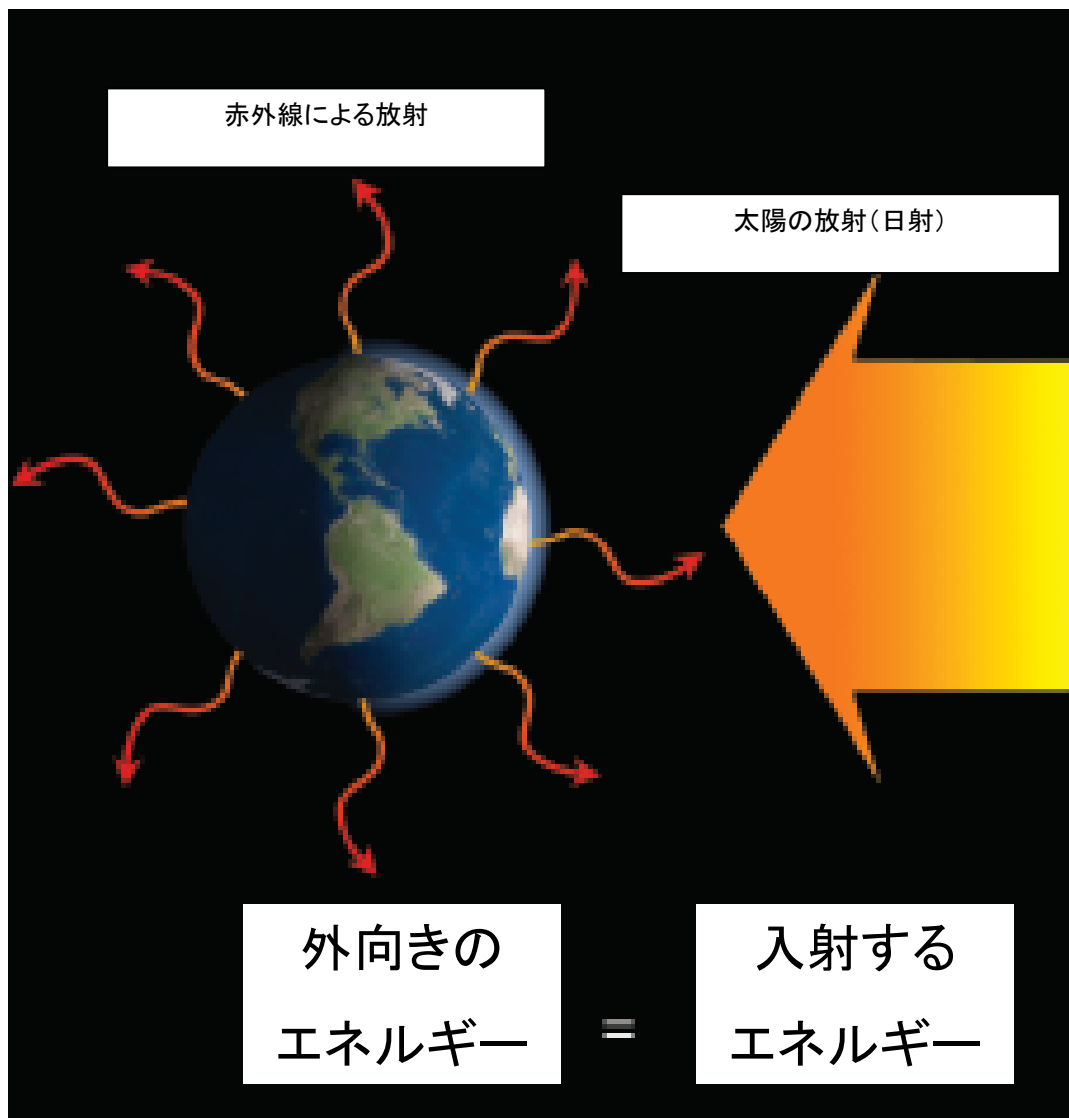 赤外線による放射
太陽の放射（日射）
外向きの
エネルギー
=
入射する
エネルギー